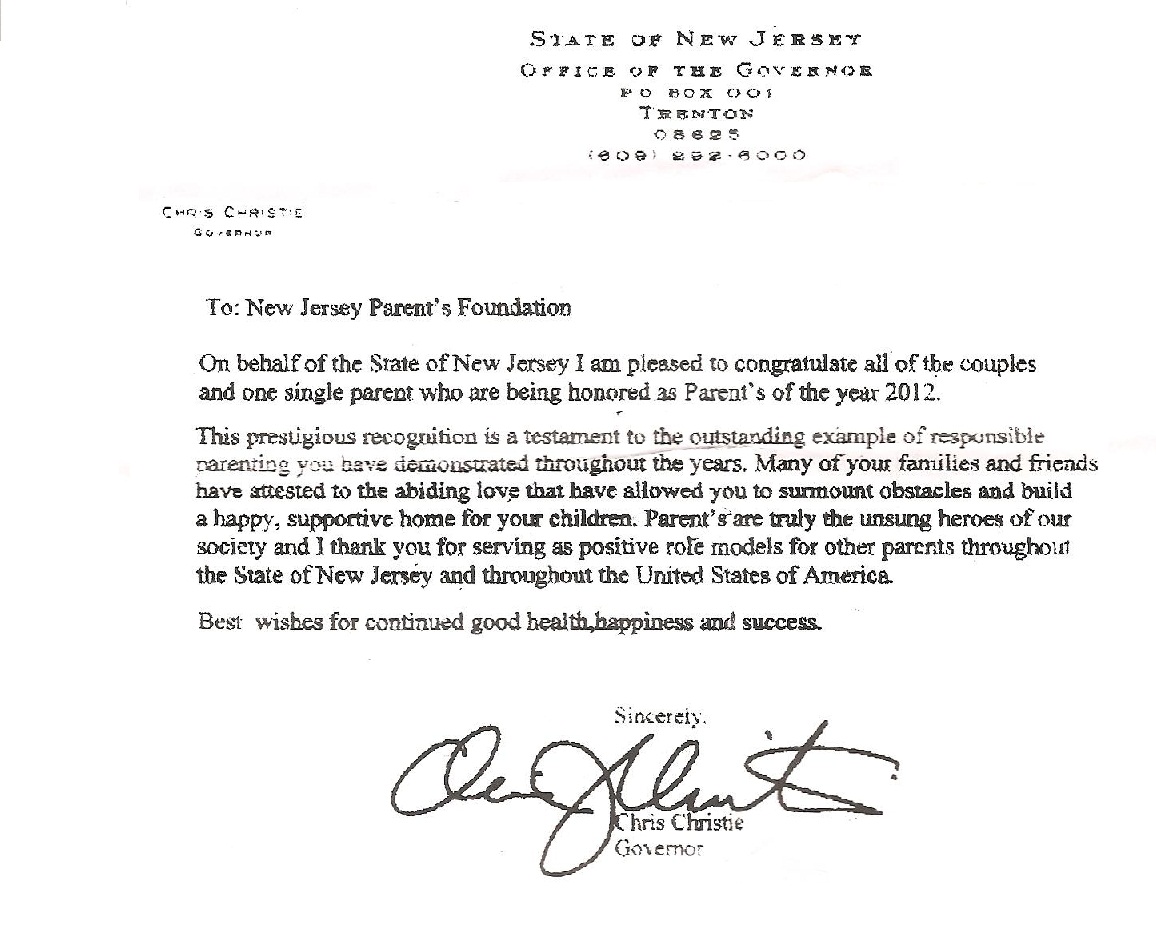 STATE OF NEW JERSEY
OFFICE OF THE GOVERNOR
PO BOX 001
TRENTON
08625
(609) 292-6000
CHRIS CHRISTIE
GOVERNOR
To: New Jersey Parent's Foundation
On behalf of the State of New Jersey I am pleased to congratulate all of the couples
and one single parent who are being honored as Parent's of the year 2012.
This prestigious recognition is a testament to the outstanding example of responsible
parenting you have demonstrated throughout the years. Many of your families and friends
have attested to the abiding love that have allowed you to surmount obstacles and build
a happy, supportive home for your children. Parent's are truly the unsung heroes of our
society and I thank you for serving as positive role models for other parents throughout
the State of New Jersey and throughout the United States of America.
Best wishes for continued good health,happiness and success.
Sincerely,
Chris Christie
Governor